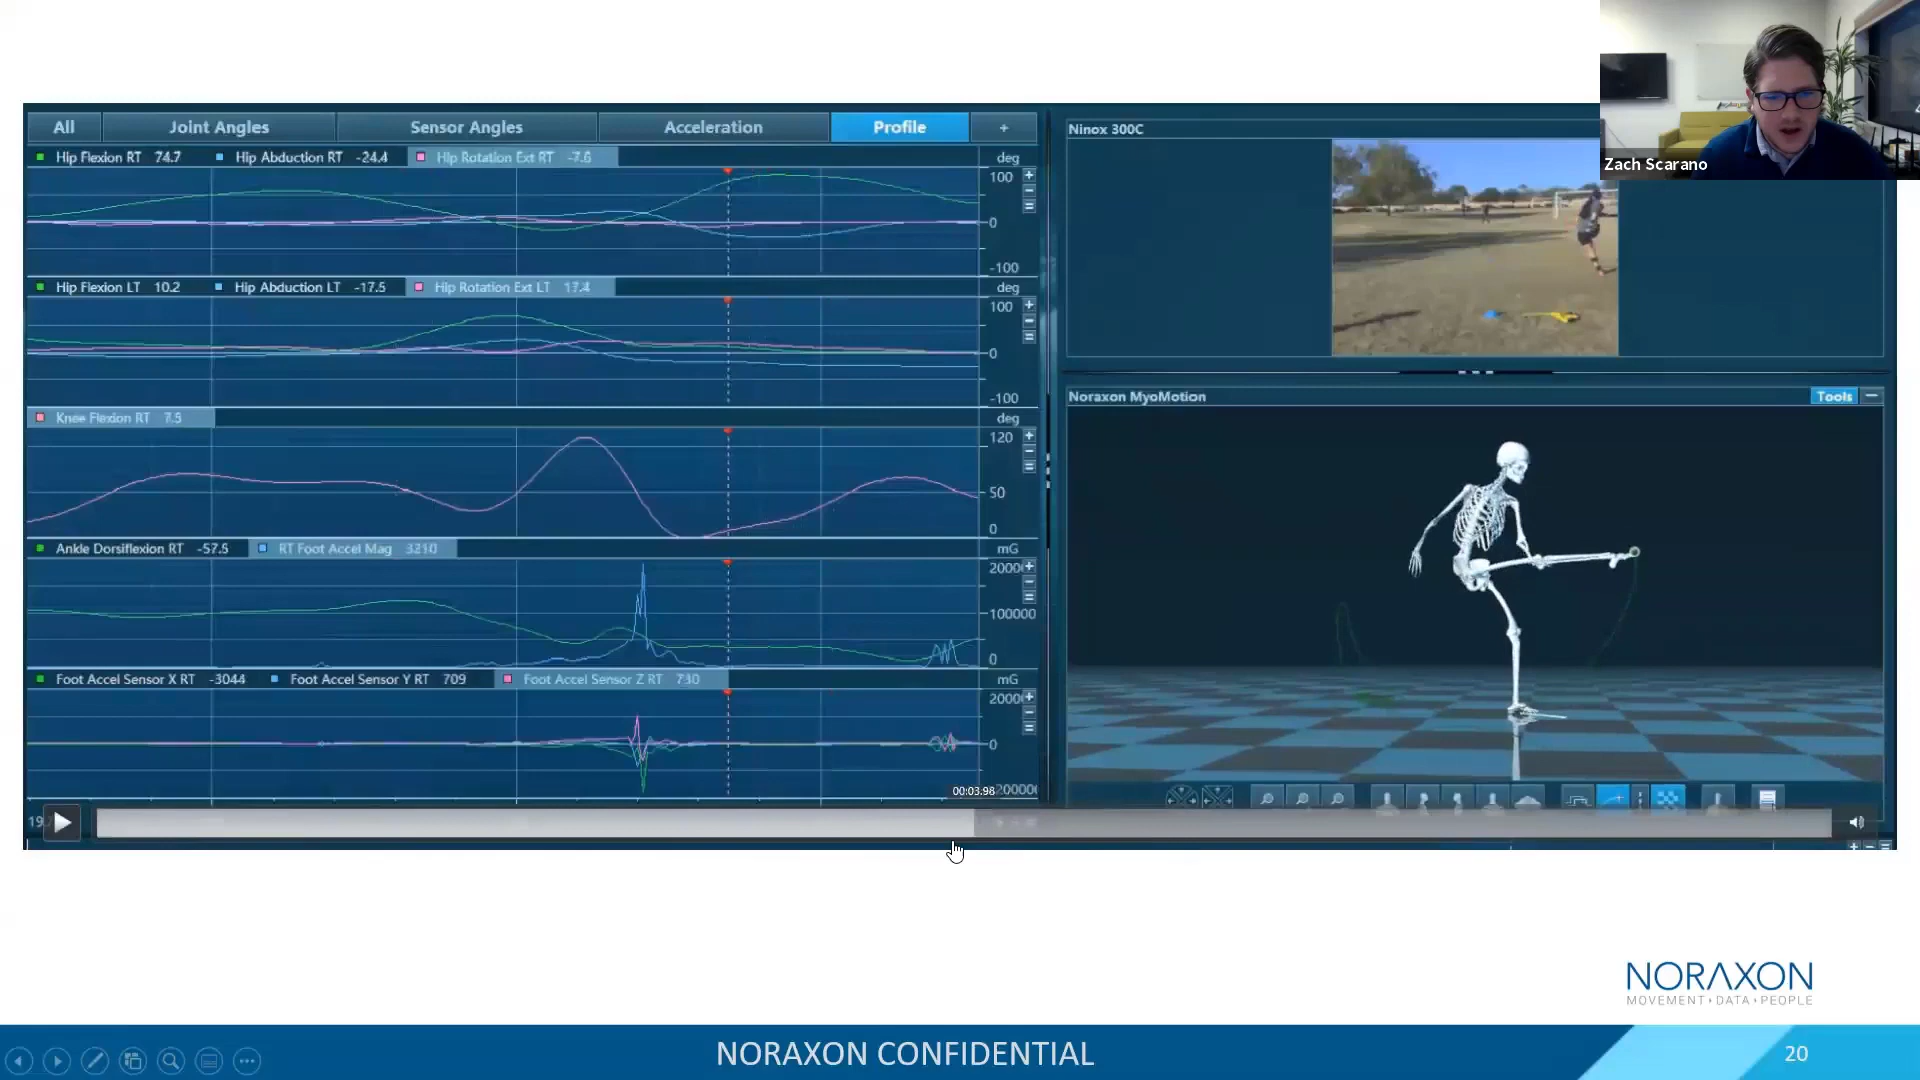 Zach Scarano
All Joint Angles Sensor Angles Acceleration Profile +
Hip Flexion RT 74.7 Hip Abduction RT -24.4 Hip Rotation Ext RT -7.6 deg
100
0
-100
Hip Flexion LT 10.2 Hip Abduction LT -17.5 Hip Rotation Ext LT 17.4 deg
100
0
-100
Knee Flexion RT 7.5 deg
120
50
0
Ankle Dorsiflexion RT -57.5 RT Foot Accel Mag 3210 mG
100000
0
Foot Accel Sensor X RT -3044 Foot Accel Sensor Y RT 709 Foot Accel Sensor Z RT 730 mG
0
00:03.98
Ninox 300C
Noraxon MyoMotion Tools
NORAXON
MOVEMENT • DATA • PEOPLE
NORAXON CONFIDENTIAL
20